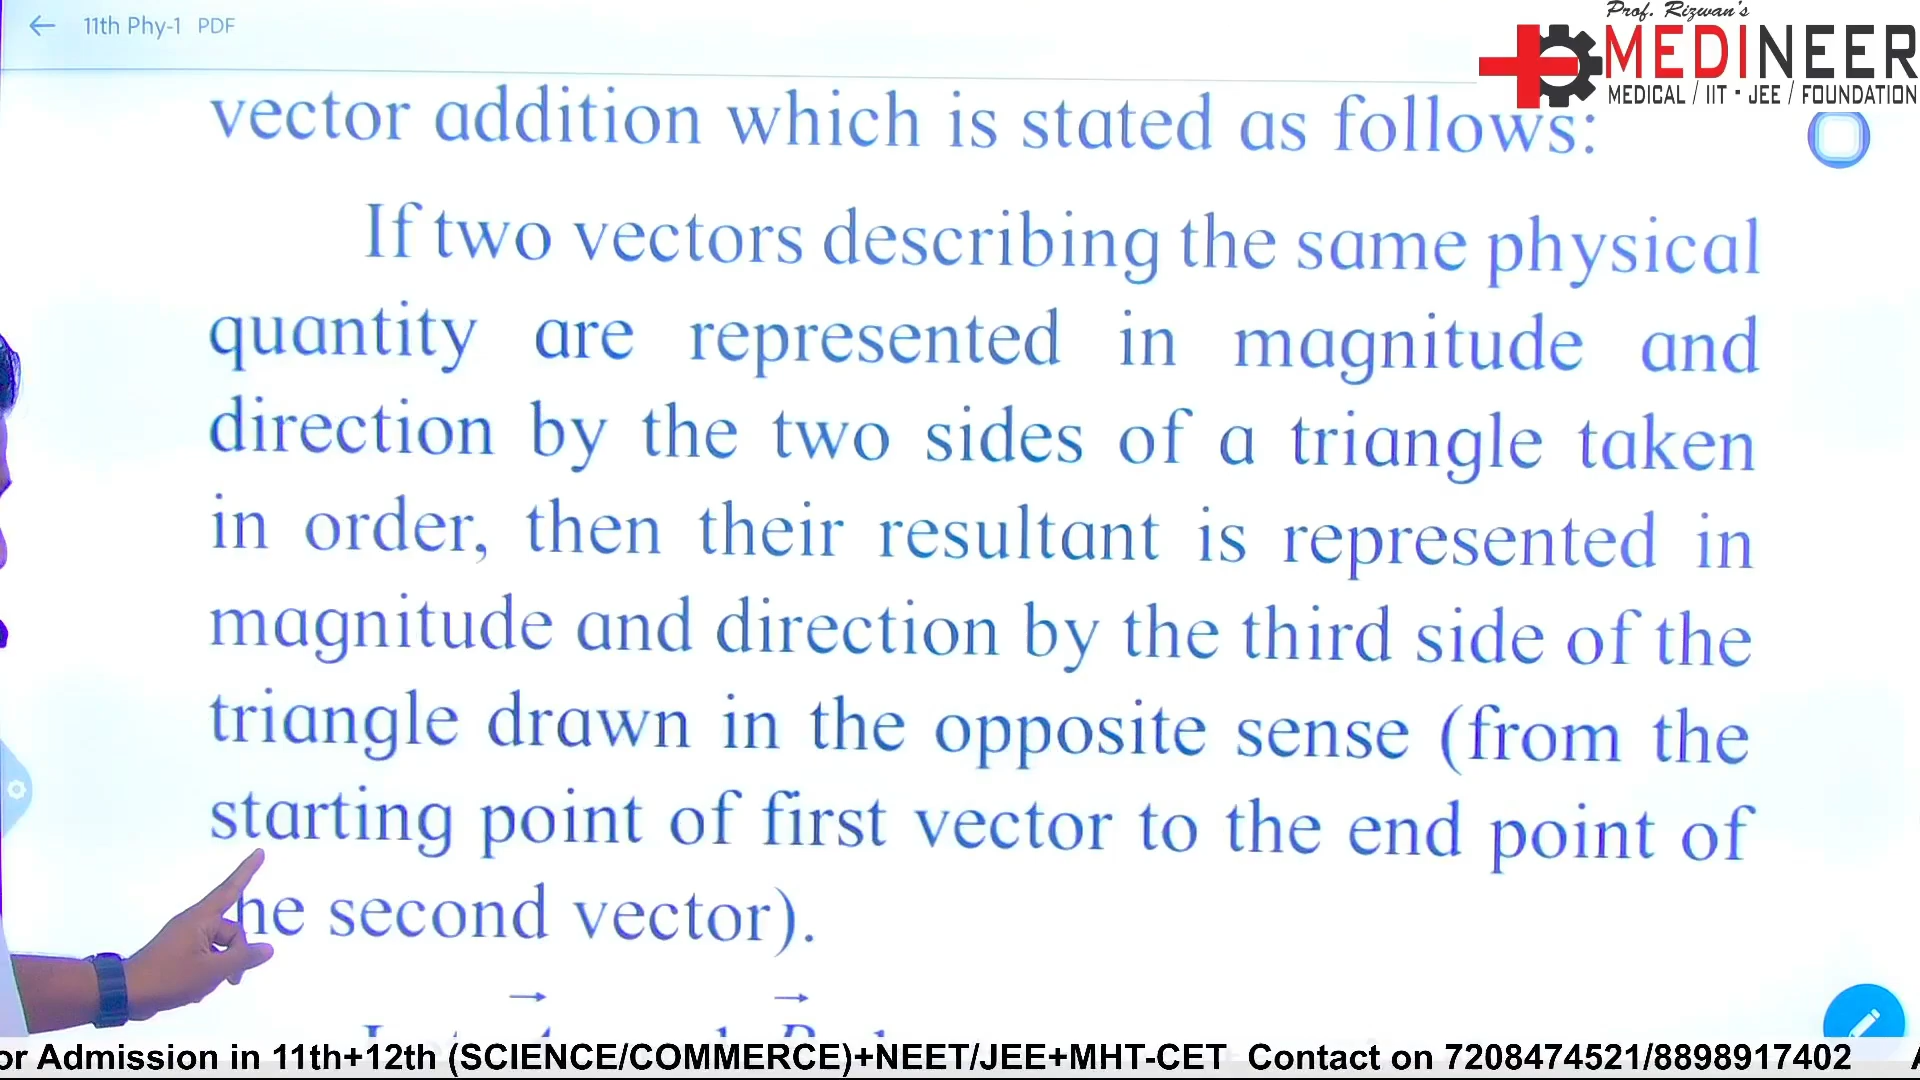 11th Phy-1 PDF
Prof. Rizwan's
MEDINEER
MEDICAL / IIT - JEE / FOUNDATION
vector addition which is stated as follows:
If two vectors describing the same physical
quantity are represented in magnitude and
direction by the two sides of a triangle taken
in order, then their resultant is represented in
magnitude and direction by the third side of the
triangle drawn in the opposite sense (from the
starting point of first vector to the end point of
he second vector).
or Admission in 11th+12th (SCIENCE/COMMERCE)+NEET/JEE+MHT-CET Contact on 7208474521/8898917402